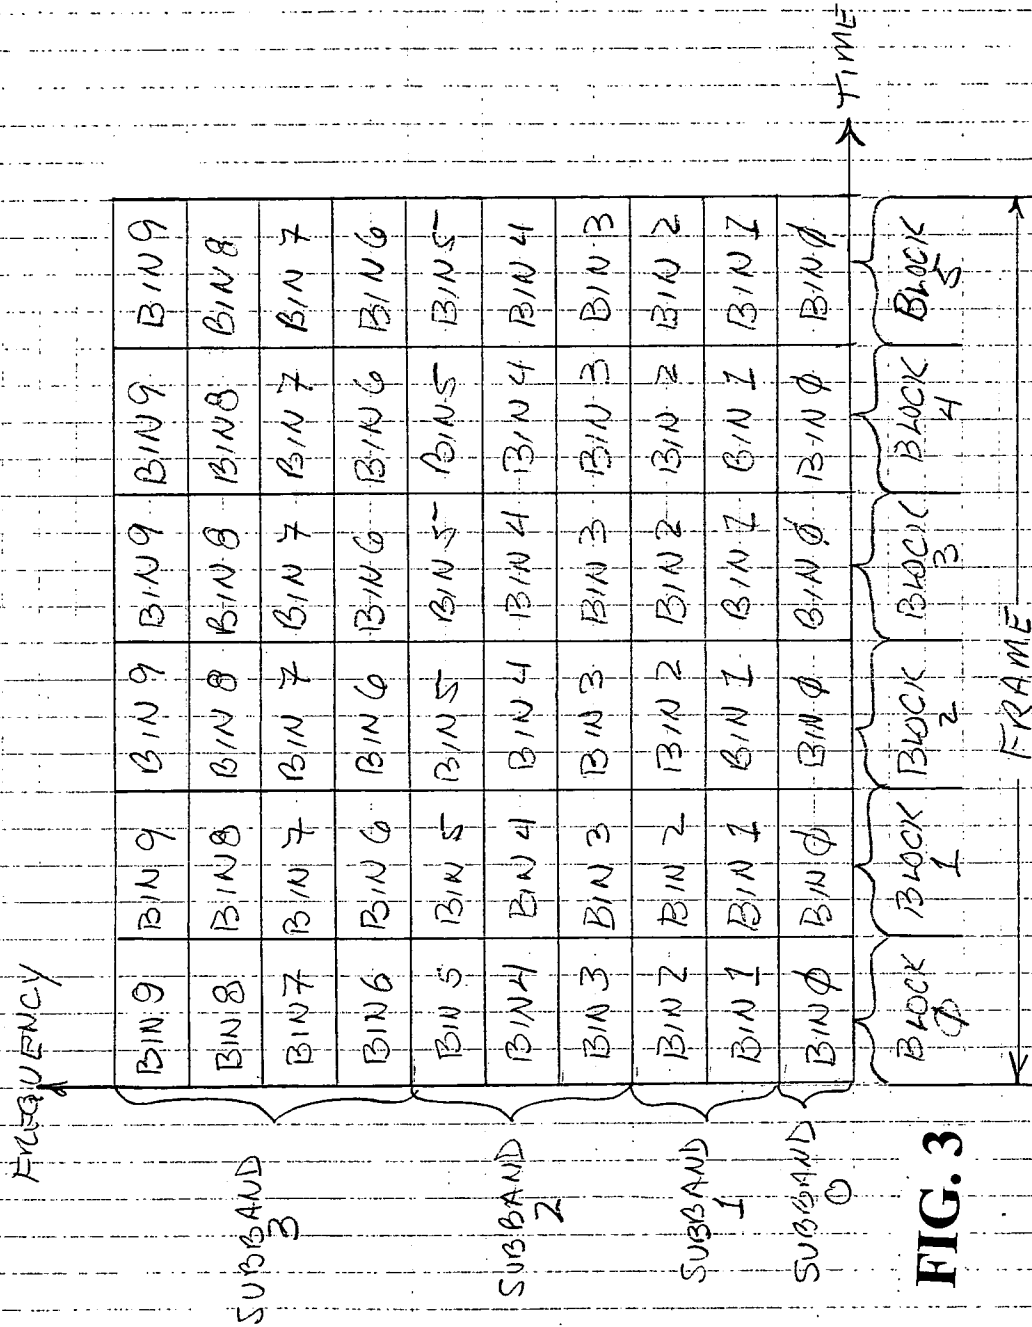 FREQUENCY
SUBBAND 3
BIN 9 BIN 9 BIN 9 BIN 9 BIN 9 BIN 9
BIN 8 BIN 8 BIN 8 BIN 8 BIN 8 BIN 8
BIN 7 BIN 7 BIN 7 BIN 7 BIN 7 BIN 7
BIN 6 BIN 6 BIN 6 BIN 6 BIN 6 BIN 6
SUBBAND 2
BIN 5 BIN 5 BIN 5 BIN 5 BIN 5 BIN 5
BIN 4 BIN 4 BIN 4 BIN 4 BIN 4 BIN 4
BIN 3 BIN 3 BIN 3 BIN 3 BIN 3 BIN 3
SUBBAND 1
BIN 2 BIN 2 BIN 2 BIN 2 BIN 2 BIN 2
BIN 1 BIN 1 BIN 1 BIN 1 BIN 1 BIN 1
SUBBAND 0
BIN Ø BIN Ø BIN Ø BIN Ø BIN Ø BIN Ø
TIME
BLOCK Ø BLOCK 1 BLOCK 2 BLOCK 3 BLOCK 4 BLOCK 5
FRAME
FIG. 3